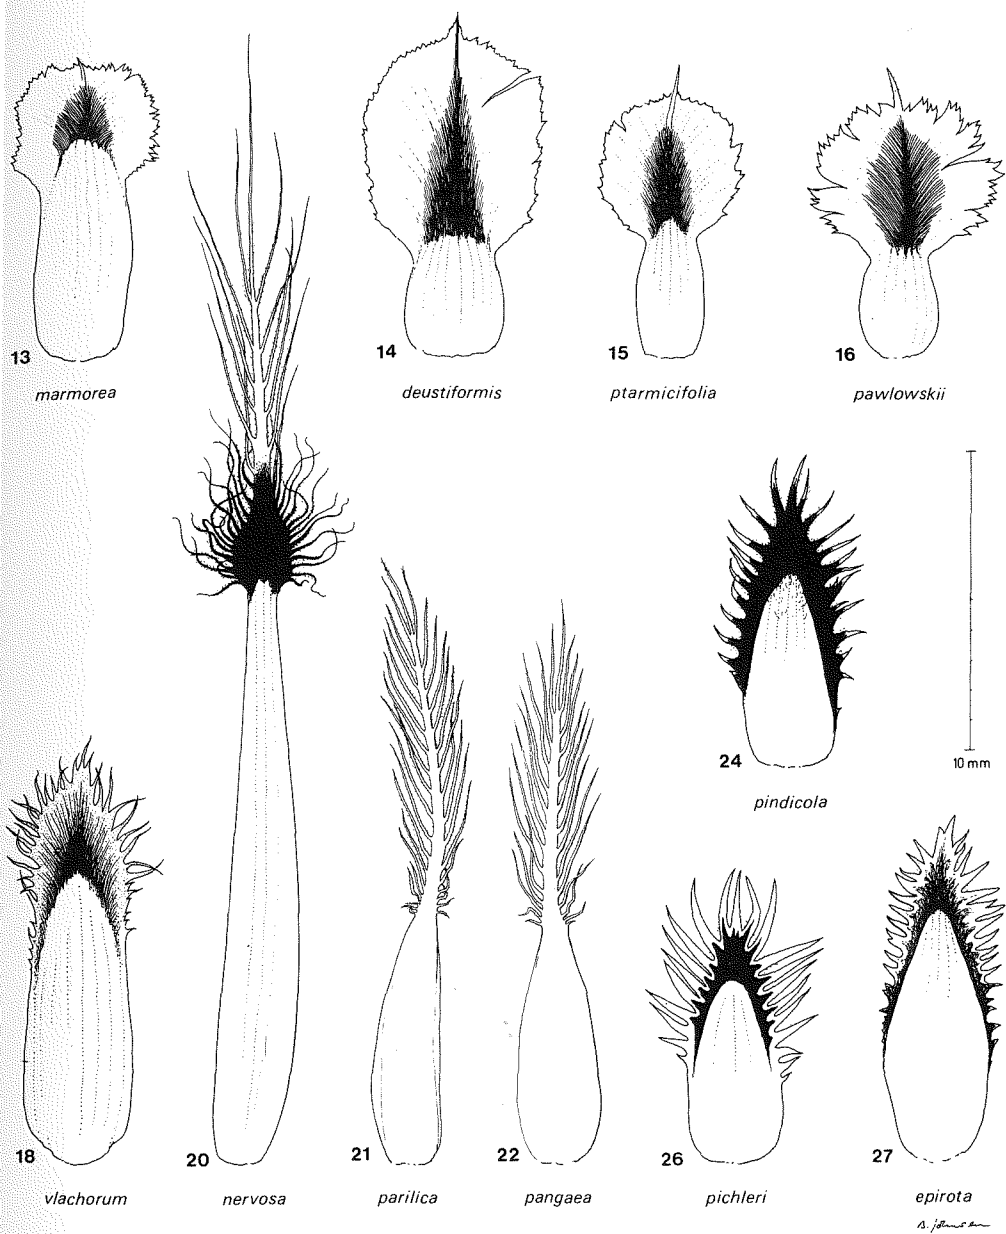 13
marmorea
14
deustiformis
15
ptarmicifolia
16
pawlowskii
24
pindicola
10 mm
18
vlachorum
20
nervosa
21
parilica
22
pangaea
26
pichleri
27
epirota